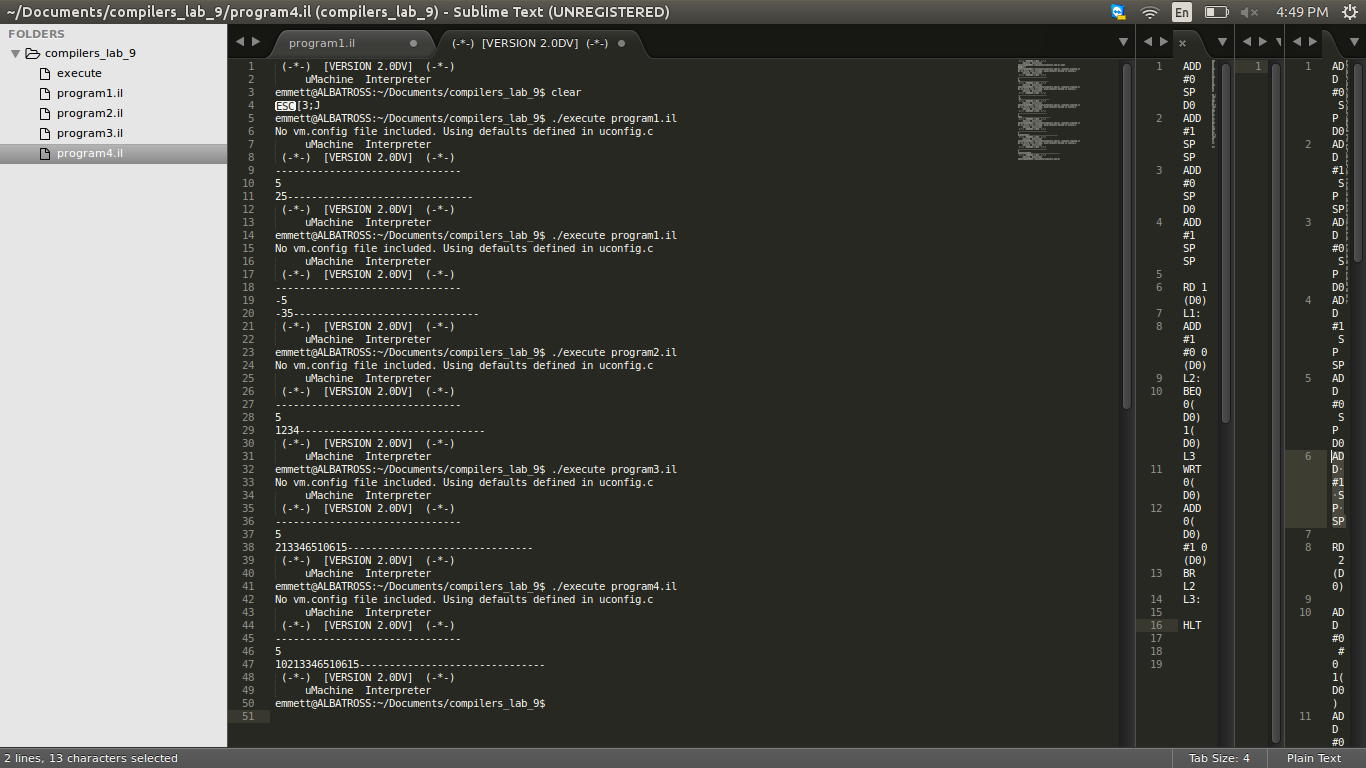 ~/Documents/compilers_lab_9/program4.il (compilers_lab_9) - Sublime Text (UNREGISTERED)
En
4:49 PM
FOLDERS
compilers_lab_9
execute
program1.il
program2.il
program3.il
program4.il
program1.il
(-*-) [VERSION 2.0DV] (-*-)
1 (-*-) [VERSION 2.0DV] (-*-)
2 uMachine Interpreter
3 emmett@ALBATROSS:~/Documents/compilers_lab_9$ clear
4 ESC[3;J
5 emmett@ALBATROSS:~/Documents/compilers_lab_9$ ./execute program1.il
6 No vm.config file included. Using defaults defined in uconfig.c
7 uMachine Interpreter
8 (-*-) [VERSION 2.0DV] (-*-)
9 -------------------------------
10 5
11 25-------------------------------
12 (-*-) [VERSION 2.0DV] (-*-)
13 uMachine Interpreter
14 emmett@ALBATROSS:~/Documents/compilers_lab_9$ ./execute program1.il
15 No vm.config file included. Using defaults defined in uconfig.c
16 uMachine Interpreter
17 (-*-) [VERSION 2.0DV] (-*-)
18 -------------------------------
19 -5
20 -35-------------------------------
21 (-*-) [VERSION 2.0DV] (-*-)
22 uMachine Interpreter
23 emmett@ALBATROSS:~/Documents/compilers_lab_9$ ./execute program2.il
24 No vm.config file included. Using defaults defined in uconfig.c
25 uMachine Interpreter
26 (-*-) [VERSION 2.0DV] (-*-)
27 -------------------------------
28 5
29 1234-------------------------------
30 (-*-) [VERSION 2.0DV] (-*-)
31 uMachine Interpreter
32 emmett@ALBATROSS:~/Documents/compilers_lab_9$ ./execute program3.il
33 No vm.config file included. Using defaults defined in uconfig.c
34 uMachine Interpreter
35 (-*-) [VERSION 2.0DV] (-*-)
36 -------------------------------
37 5
38 213346510615-------------------------------
39 (-*-) [VERSION 2.0DV] (-*-)
40 uMachine Interpreter
41 emmett@ALBATROSS:~/Documents/compilers_lab_9$ ./execute program4.il
42 No vm.config file included. Using defaults defined in uconfig.c
43 uMachine Interpreter
44 (-*-) [VERSION 2.0DV] (-*-)
45 -------------------------------
46 5
47 10213346510615-------------------------------
48 (-*-) [VERSION 2.0DV] (-*-)
49 uMachine Interpreter
50 emmett@ALBATROSS:~/Documents/compilers_lab_9$
51
1 ADD
#0
SP
D0
2 ADD
#1
SP
SP
3 ADD
#0
SP
D0
4 ADD
#1
SP
SP
5
6 RD 1
(D0)
7 L1:
8 ADD
#1
#0 0
(D0)
9 L2:
10 BEQ
0(
D0)
1(
D0)
L3
11 WRT
0(
D0)
12 ADD
0(
D0)
#1 0
(D0)
13 BR
L2
14 L3:
15
16 HLT
17
18
19
1
1 AD
D
#0
S
P
D0
2 AD
D
#1
S
P
SP
3 AD
D
#0
S
P
D0
4 AD
D
#1
S
P
SP
5 AD
D
#0
S
P
D0
6 AD
D
#1
S
P
SP
7
8 RD
2
(D
0)
9
10 AD
D
#0
#
0
1(
D0
)
11 AD
D
#0
2 lines, 13 characters selected
Tab Size: 4
Plain Text